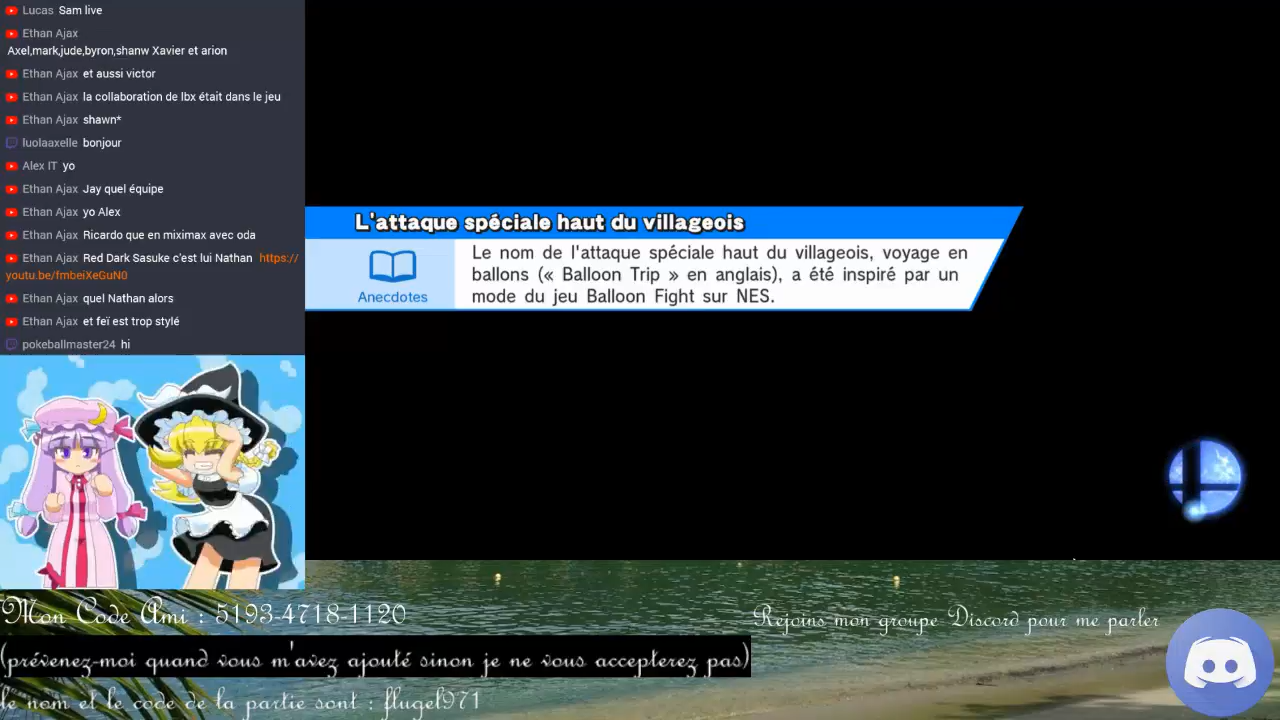 Lucas Sam live
Ethan Ajax
Axel,mark,jude,byron,shanw Xavier et arion
Ethan Ajax et aussi victor
Ethan Ajax la collaboration de lbx était dans le jeu
Ethan Ajax shawn*
luolaaxelle bonjour
Alex IT yo
Ethan Ajax Jay quel équipe
Ethan Ajax yo Alex
Ethan Ajax Ricardo que en miximax avec oda
Ethan Ajax Red Dark Sasuke c'est lui Nathan https://
youtu.be/fmbeiXeGuN0
Ethan Ajax quel Nathan alors
Ethan Ajax et feï est trop stylé
pokeballmaster24 hi
L'attaque spéciale haut du villageois
Anecdotes
Le nom de l'attaque spéciale haut du villageois, voyage en
ballons (« Balloon Trip » en anglais), a été inspiré par un
mode du jeu Balloon Fight sur NES.
Mon Code Ami : 5193-4718-1120
(prévenez-moi quand vous m'avez ajouté sinon je ne vous accepterez pas)
le nom et le code de la partie sont : flugel971
Rejoins mon groupe Discord pour me parler